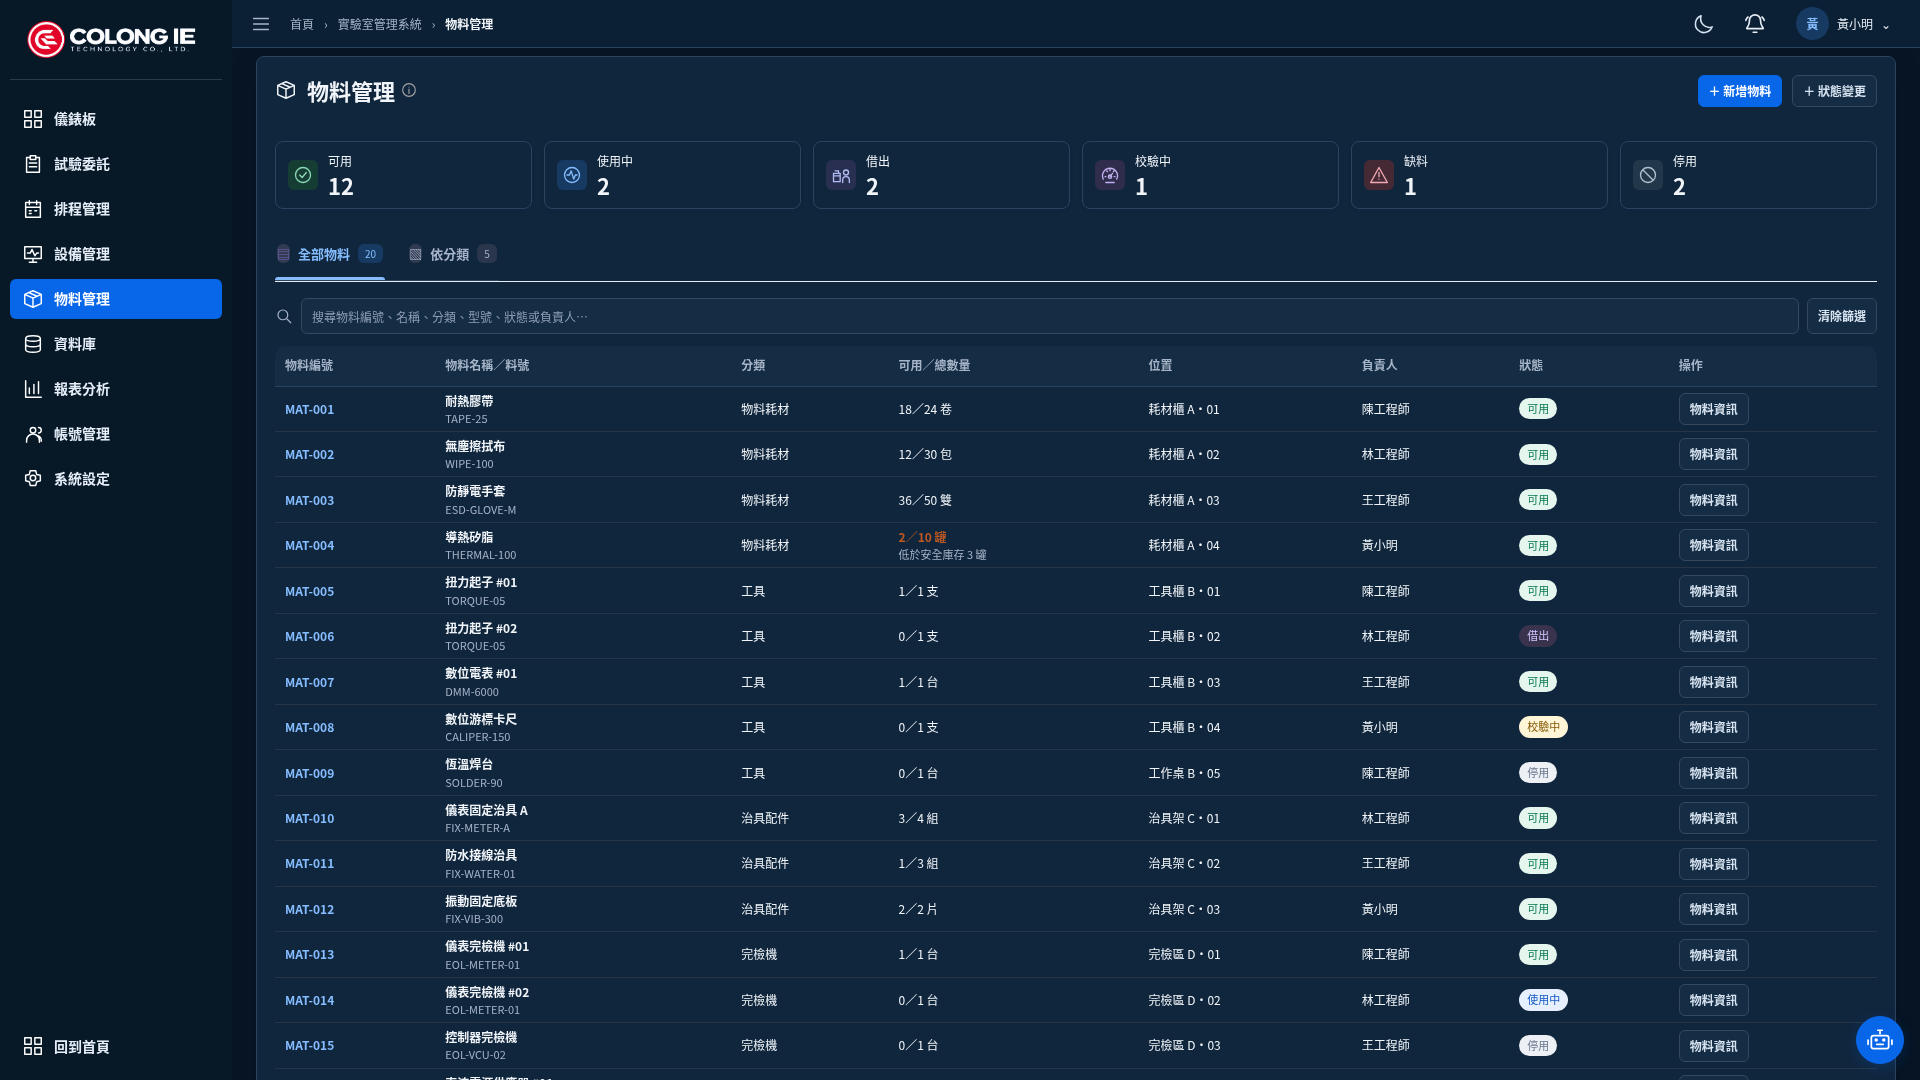 COLONG IE
TECHNOLOGY CO., LTD.
首頁 › 實驗室管理系統 › 物料管理
黃 黃小明
儀錶板
試驗委託
排程管理
設備管理
物料管理
資料庫
報表分析
帳號管理
系統設定
回到首頁
物料管理
+ 新增物料
+ 狀態變更
可用
12
使用中
2
借出
2
校驗中
1
缺料
1
停用
2
全部物料 20
依分類 5
搜尋物料編號、名稱、分類、型號、狀態或負責人…
清除篩選
物料編號 物料名稱／料號 分類 可用／總數量 位置 負責人 狀態 操作
MAT-001 耐熱膠帶 物料耗材 18／24 卷 耗材櫃 A・01 陳工程師 可用 物料資訊
TAPE-25
MAT-002 無塵擦拭布 物料耗材 12／30 包 耗材櫃 A・02 林工程師 可用 物料資訊
WIPE-100
MAT-003 防靜電手套 物料耗材 36／50 雙 耗材櫃 A・03 王工程師 可用 物料資訊
ESD-GLOVE-M
MAT-004 導熱矽脂 物料耗材 2／10 罐 耗材櫃 A・04 黃小明 可用 物料資訊
THERMAL-100 低於安全庫存 3 罐
MAT-005 扭力起子 #01 工具 1／1 支 工具櫃 B・01 陳工程師 可用 物料資訊
TORQUE-05
MAT-006 扭力起子 #02 工具 0／1 支 工具櫃 B・02 林工程師 借出 物料資訊
TORQUE-05
MAT-007 數位電表 #01 工具 1／1 台 工具櫃 B・03 王工程師 可用 物料資訊
DMM-6000
MAT-008 數位游標卡尺 工具 0／1 支 工具櫃 B・04 黃小明 校驗中 物料資訊
CALIPER-150
MAT-009 恆溫焊台 工具 0／1 台 工作桌 B・05 陳工程師 停用 物料資訊
SOLDER-90
MAT-010 儀表固定治具 A 治具配件 3／4 組 治具架 C・01 林工程師 可用 物料資訊
FIX-METER-A
MAT-011 防水接線治具 治具配件 1／3 組 治具架 C・02 王工程師 可用 物料資訊
FIX-WATER-01
MAT-012 振動固定底板 治具配件 2／2 片 治具架 C・03 黃小明 可用 物料資訊
FIX-VIB-300
MAT-013 儀表完檢機 #01 完檢機 1／1 台 完檢區 D・01 陳工程師 可用 物料資訊
EOL-METER-01
MAT-014 儀表完檢機 #02 完檢機 0／1 台 完檢區 D・02 林工程師 使用中 物料資訊
EOL-METER-01
MAT-015 控制器完檢機 完檢機 0／1 台 完檢區 D・03 王工程師 停用 物料資訊
EOL-VCU-02